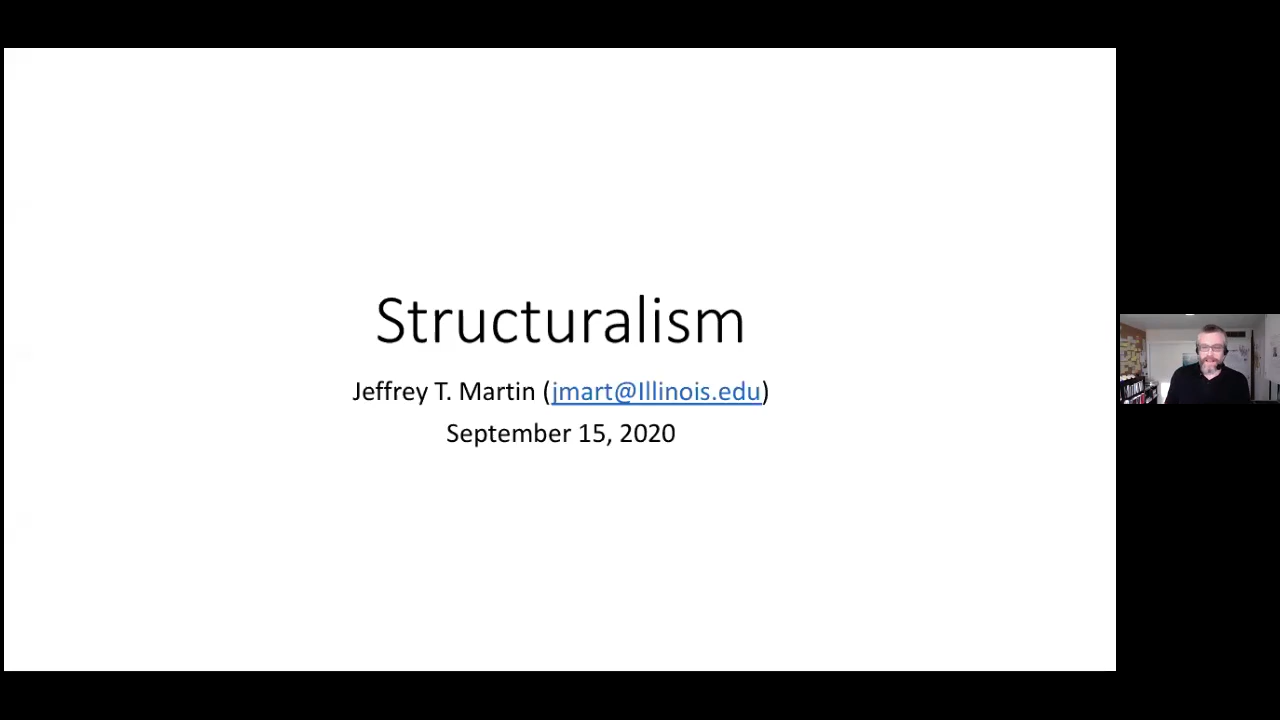 Structuralism
Jeffrey T. Martin (jmart@Illinois.edu)
September 15, 2020